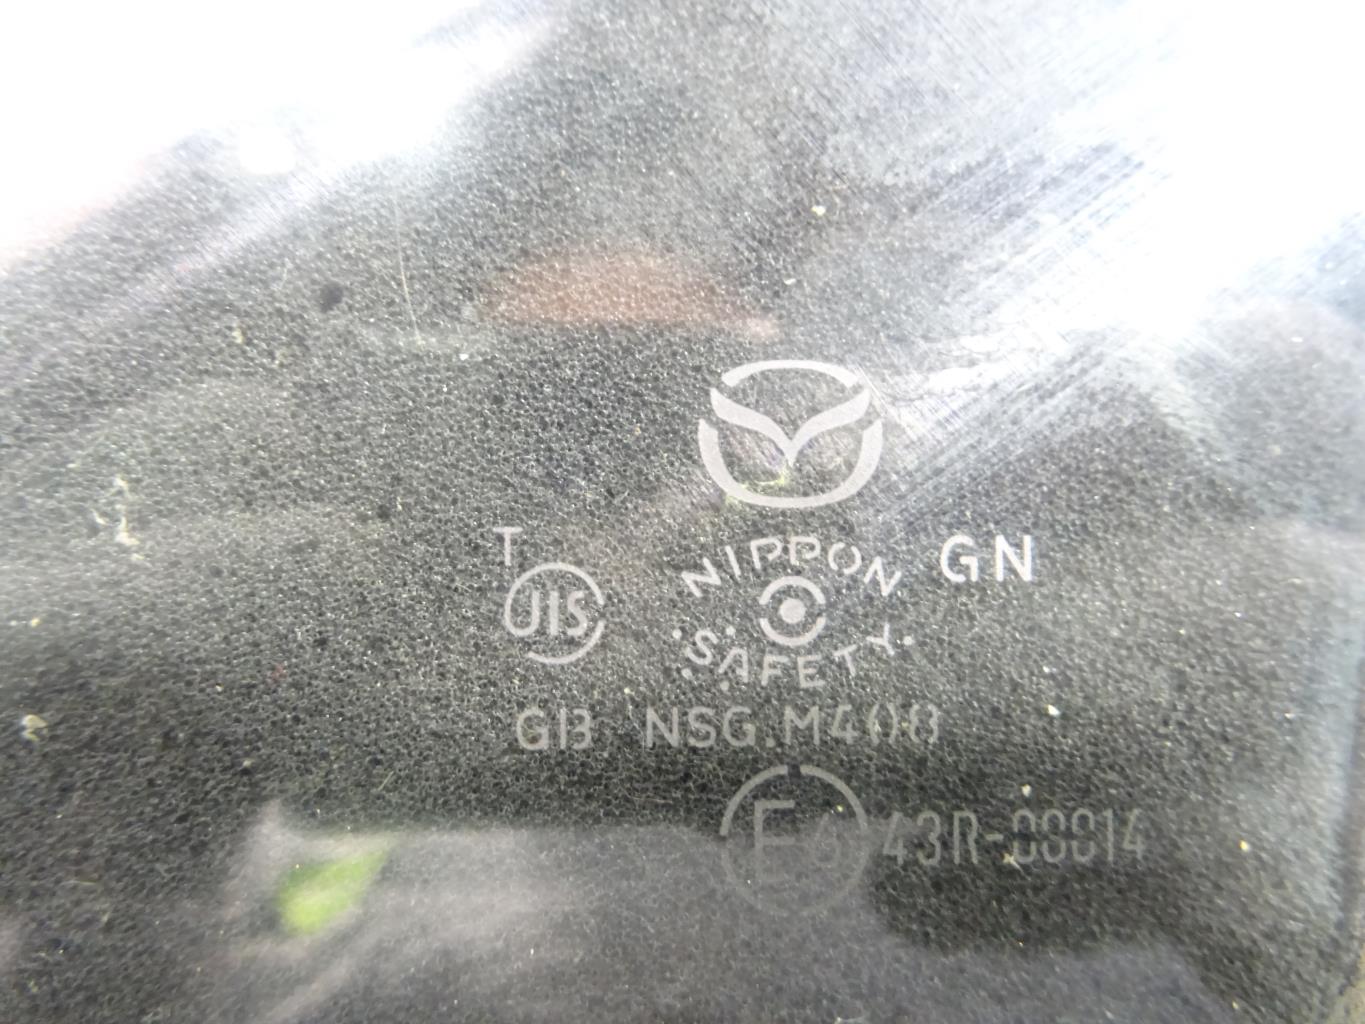 NIPPON GN
T
JIS
SAFETY
GB NSG.M408
E6 43R-00014